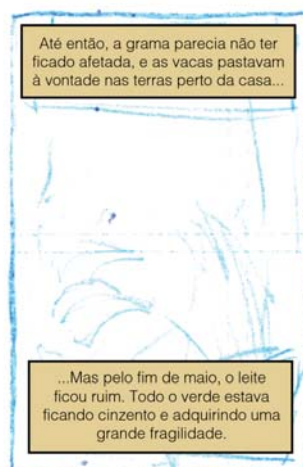 Até então, a grama parecia não ter
ficado afetada, e as vacas pastavam
à vontade nas terras perto da casa...
...Mas pelo fim de maio, o leite
ficou ruim. Todo o verde estava
ficando cinzento e adquirindo uma
grande fragilidade.